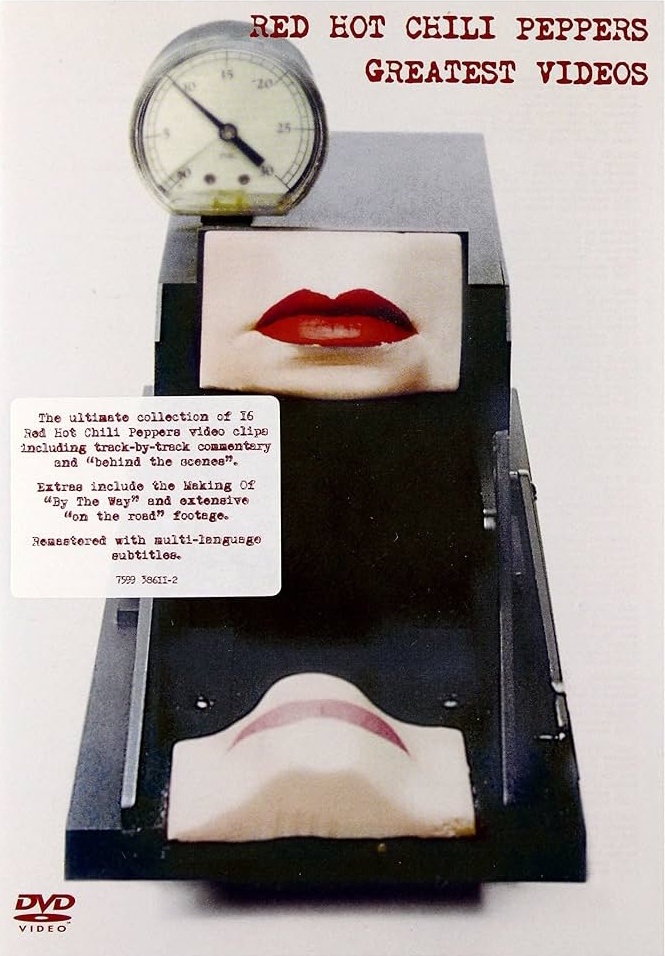 RED HOT CHILI PEPPERS
GREATEST VIDEOS
15
10
20
5
25
30
The ultimate collection of 16
Red Hot Chili Peppers video clips
including track-by-track commentary
and “behind the scenes”.
Extras include the Making Of
“By The Way” and extensive
“on the road” footage.
Remastered with multi-language
subtitles.
7599 38611-2
DVD
VIDEO